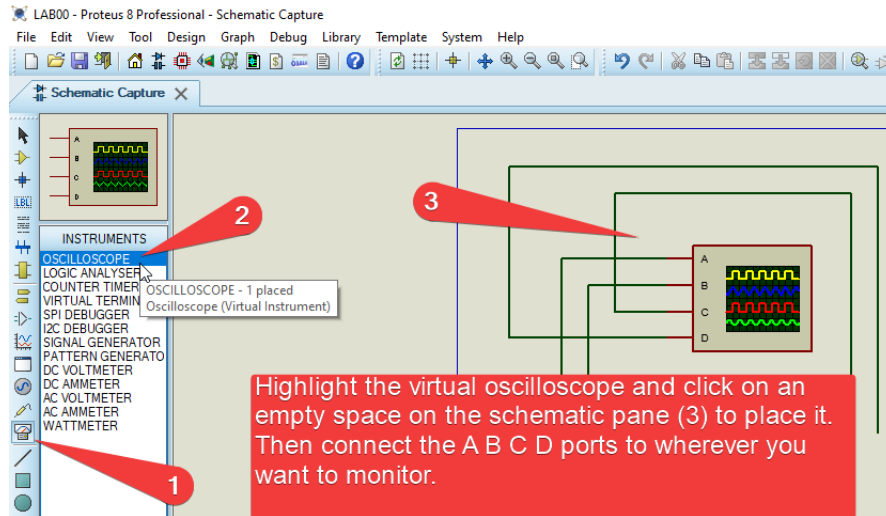 LAB00 - Proteus 8 Professional - Schematic Capture
File Edit View Tool Design Graph Debug Library Template System Help
Schematic Capture
LBL
A
B
C
D
2
3
1
INSTRUMENTS
OSCILLOSCOPE
LOGIC ANALYSER
COUNTER TIMER
VIRTUAL TERMIN
SPI DEBUGGER
I2C DEBUGGER
SIGNAL GENERATOR
PATTERN GENERATO
DC VOLTMETER
DC AMMETER
AC VOLTMETER
AC AMMETER
WATTMETER
OSCILLOSCOPE - 1 placed
Oscilloscope (Virtual Instrument)
A
B
C
D
Highlight the virtual oscilloscope and click on an
empty space on the schematic pane (3) to place it.
Then connect the A B C D ports to wherever you
want to monitor.